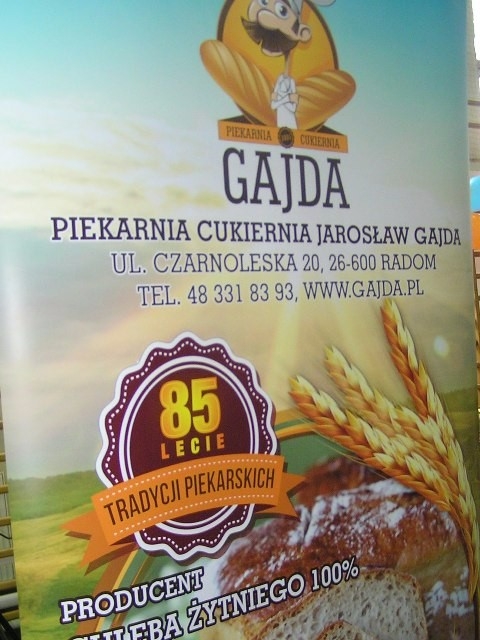 PIEKARNIA CUKIERNIA
GAJDA
PIEKARNIA CUKIERNIA JAROSŁAW GAJDA
UL. CZARNOLESKA 20, 26-600 RADOM
TEL. 48 331 83 93, WWW.GAJDA.PL
85
LECIE
TRADYCJI PIEKARSKICH
PRODUCENT
CHLEBA ŻYTNIEGO 100%